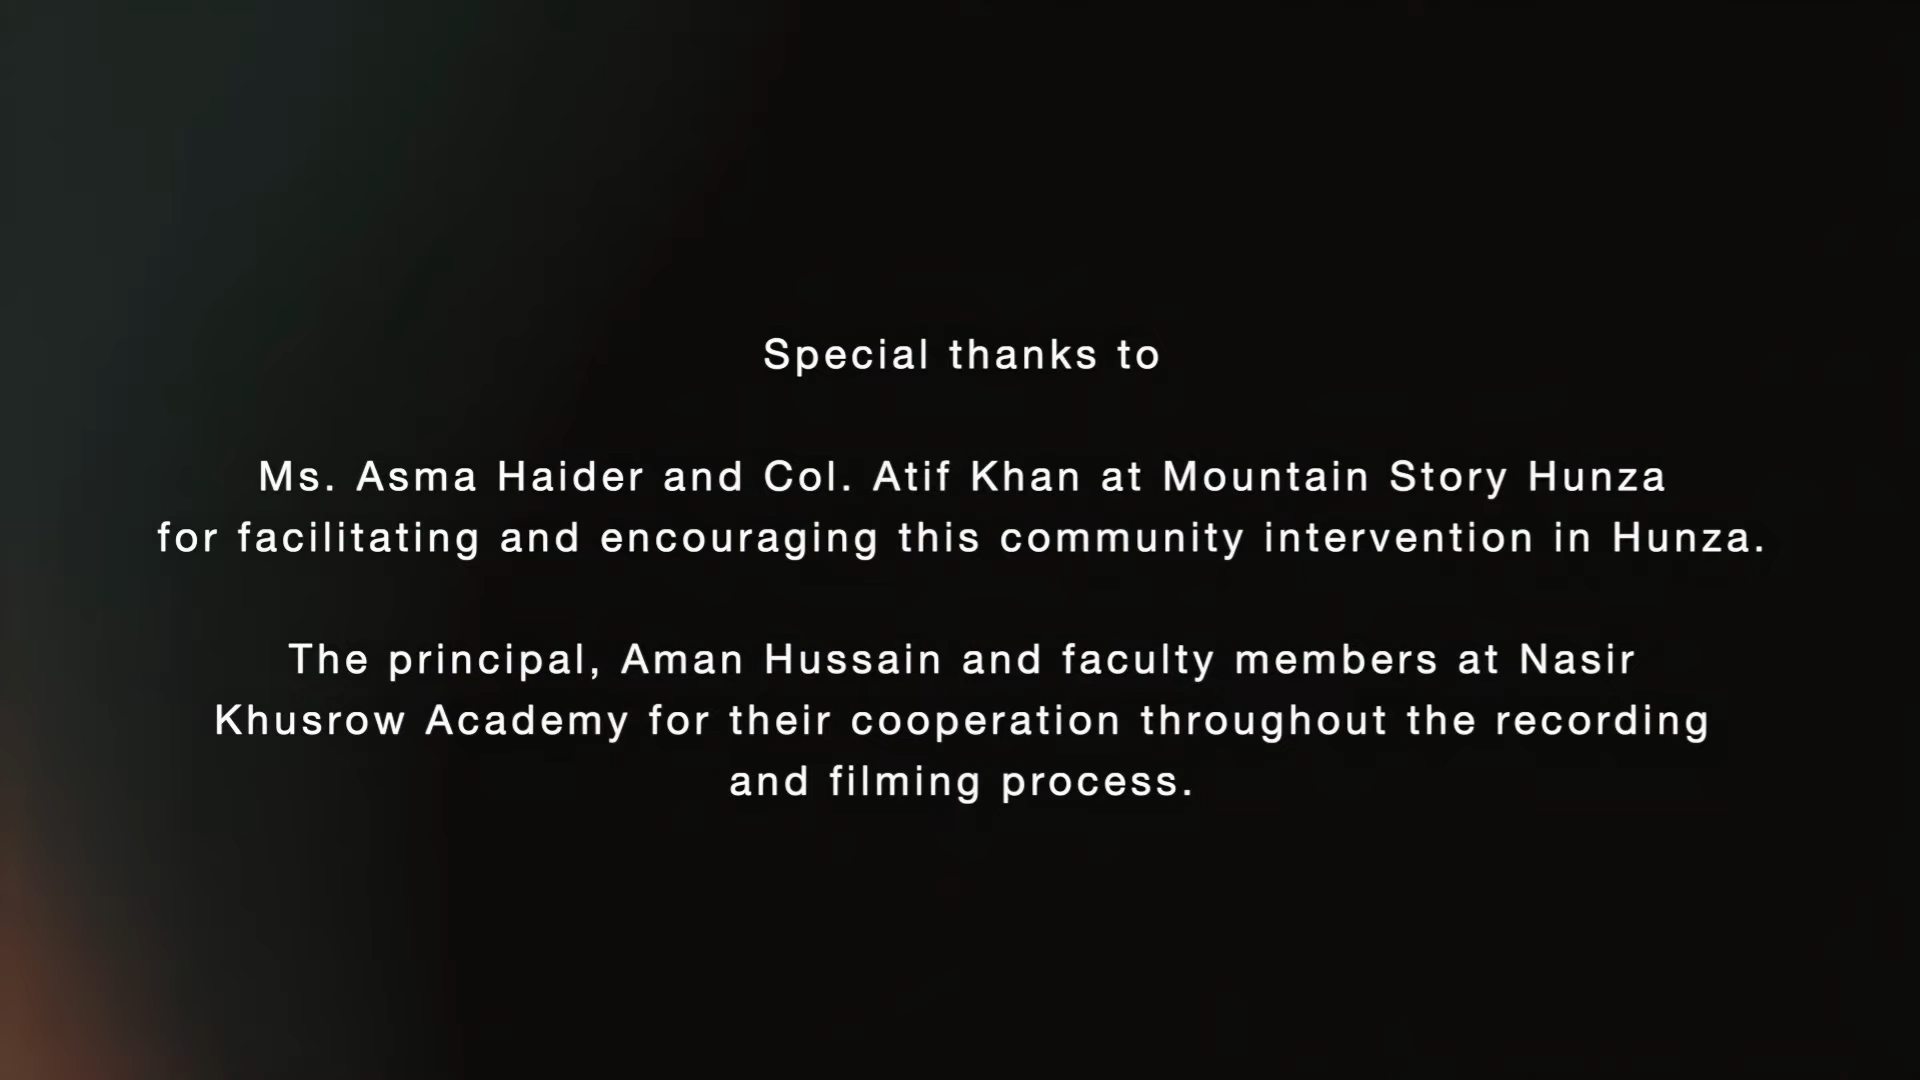 Special thanks to
Ms. Asma Haider and Col. Atif Khan at Mountain Story Hunza
for facilitating and encouraging this community intervention in Hunza.
The principal, Aman Hussain and faculty members at Nasir
Khusrow Academy for their cooperation throughout the recording
and filming process.